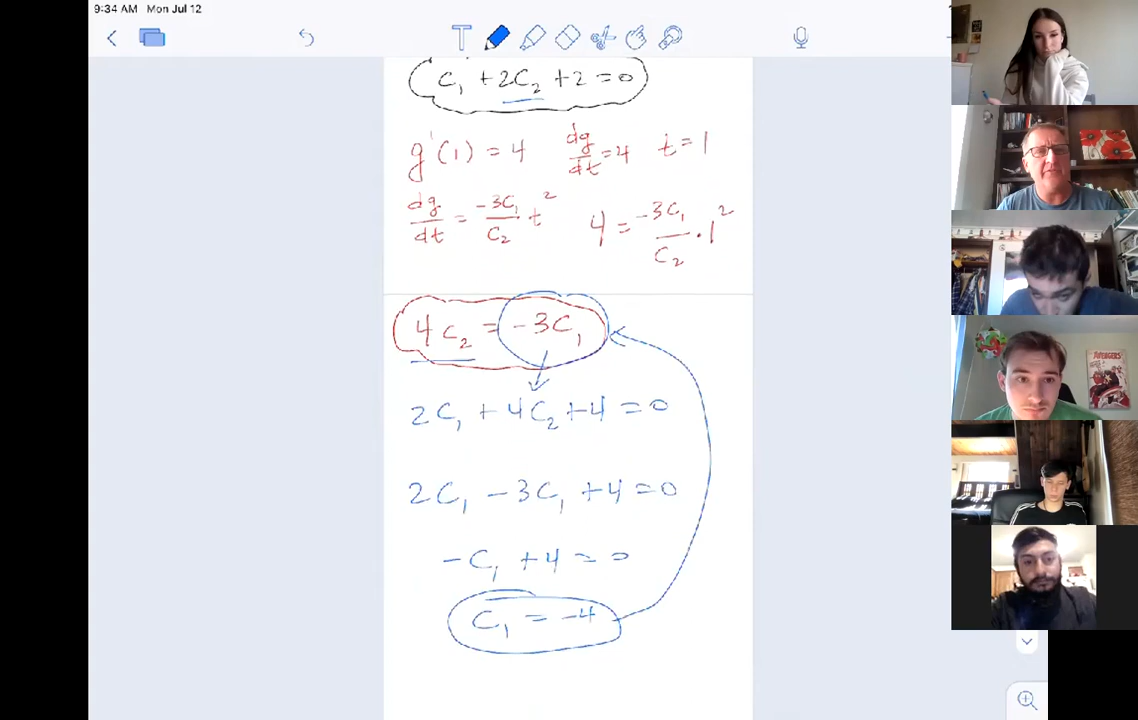 9:34 AM Mon Jul 12
C₁ + 2C₂ + 2 = 0
g'(1) = 4 dg/dt = 4 t = 1
dg/dt = -3C₁/C₂ t² 4 = -3C₁/C₂ · 1²
4C₂ = -3C₁
2C₁ + 4C₂ + 4 = 0
2C₁ - 3C₁ + 4 = 0
-C₁ + 4 = 0
C₁ = -4
AVENGERS